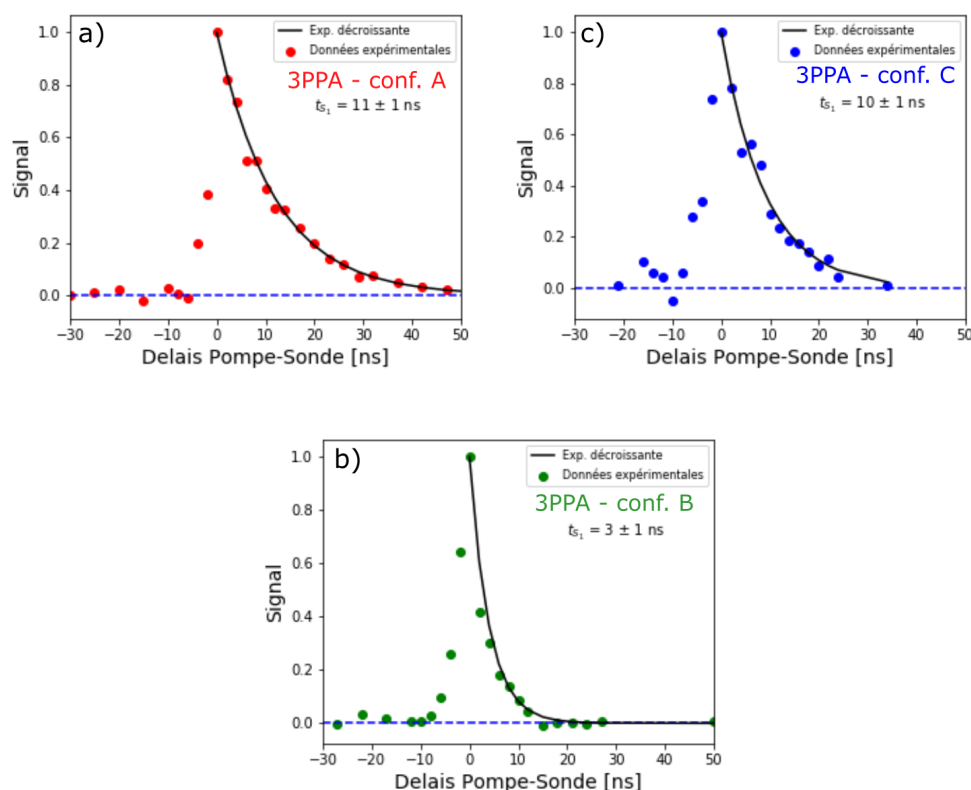 a)
Exp. décroissante
Données expérimentales
3PPA - conf. A
t_{S_1} = 11 ± 1 ns
Signal
1.0
0.8
0.6
0.4
0.2
0.0
−30 −20 −10 0 10 20 30 40 50
Delais Pompe-Sonde [ns]
c)
Exp. décroissante
Données expérimentales
3PPA - conf. C
t_{S_1} = 10 ± 1 ns
Signal
1.0
0.8
0.6
0.4
0.2
0.0
−30 −20 −10 0 10 20 30 40 50
Delais Pompe-Sonde [ns]
b)
Exp. décroissante
Données expérimentales
3PPA - conf. B
t_{S_1} = 3 ± 1 ns
Signal
1.0
0.8
0.6
0.4
0.2
0.0
−30 −20 −10 0 10 20 30 40 50
Delais Pompe-Sonde [ns]